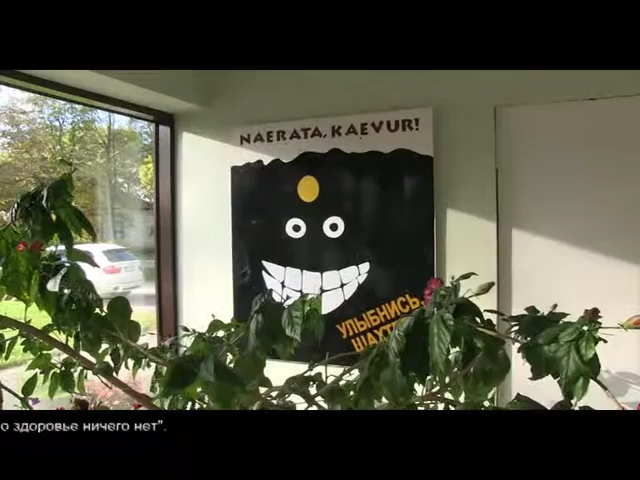 NAERATA, KAEVUR!
УЛЫБНИСЬ,
о здоровье ничего нет".